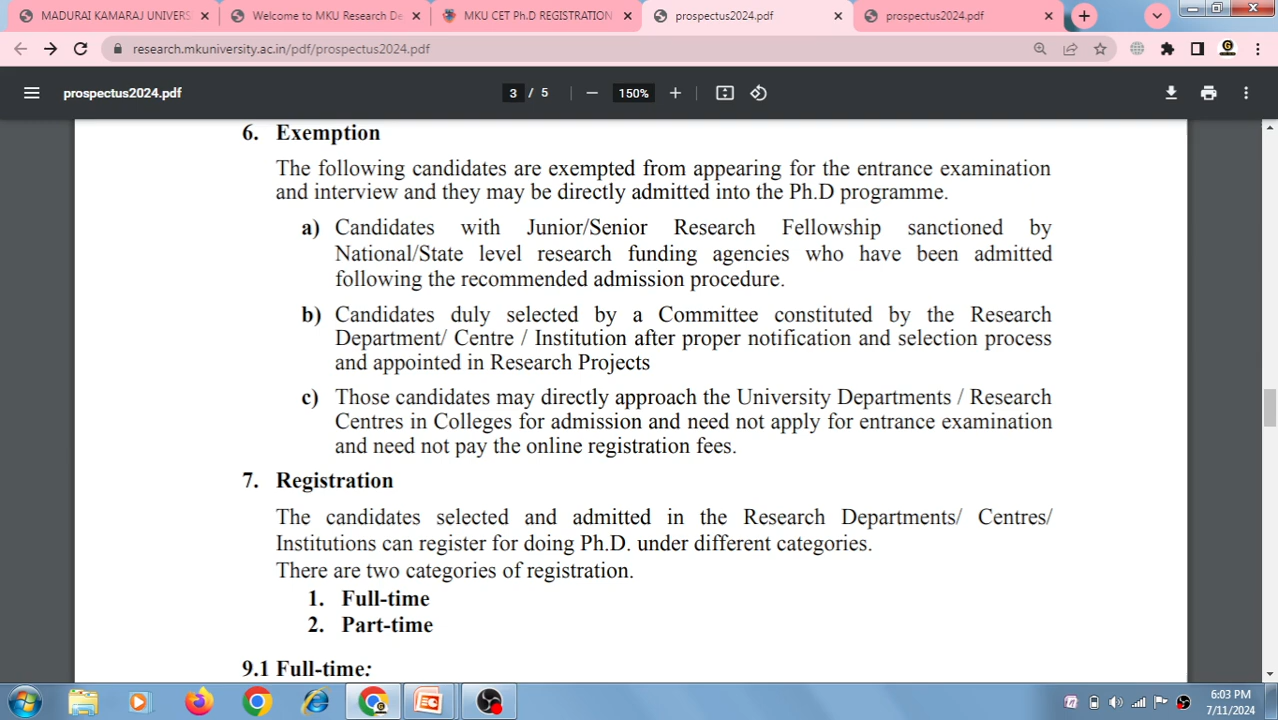 MADURAI KAMARAJ UNIVERS
Welcome to MKU Research De
MKU CET Ph.D REGISTRATION
prospectus2024.pdf
prospectus2024.pdf
research.mkuniversity.ac.in/pdf/prospectus2024.pdf
prospectus2024.pdf
3 / 5
150%
6. Exemption
The following candidates are exempted from appearing for the entrance examination
and interview and they may be directly admitted into the Ph.D programme.
a) Candidates with Junior/Senior Research Fellowship sanctioned by
National/State level research funding agencies who have been admitted
following the recommended admission procedure.
b) Candidates duly selected by a Committee constituted by the Research
Department/ Centre / Institution after proper notification and selection process
and appointed in Research Projects
c) Those candidates may directly approach the University Departments / Research
Centres in Colleges for admission and need not apply for entrance examination
and need not pay the online registration fees.
7. Registration
The candidates selected and admitted in the Research Departments/ Centres/
Institutions can register for doing Ph.D. under different categories.
There are two categories of registration.
1. Full-time
2. Part-time
9.1 Full-time:
6:03 PM
7/11/2024